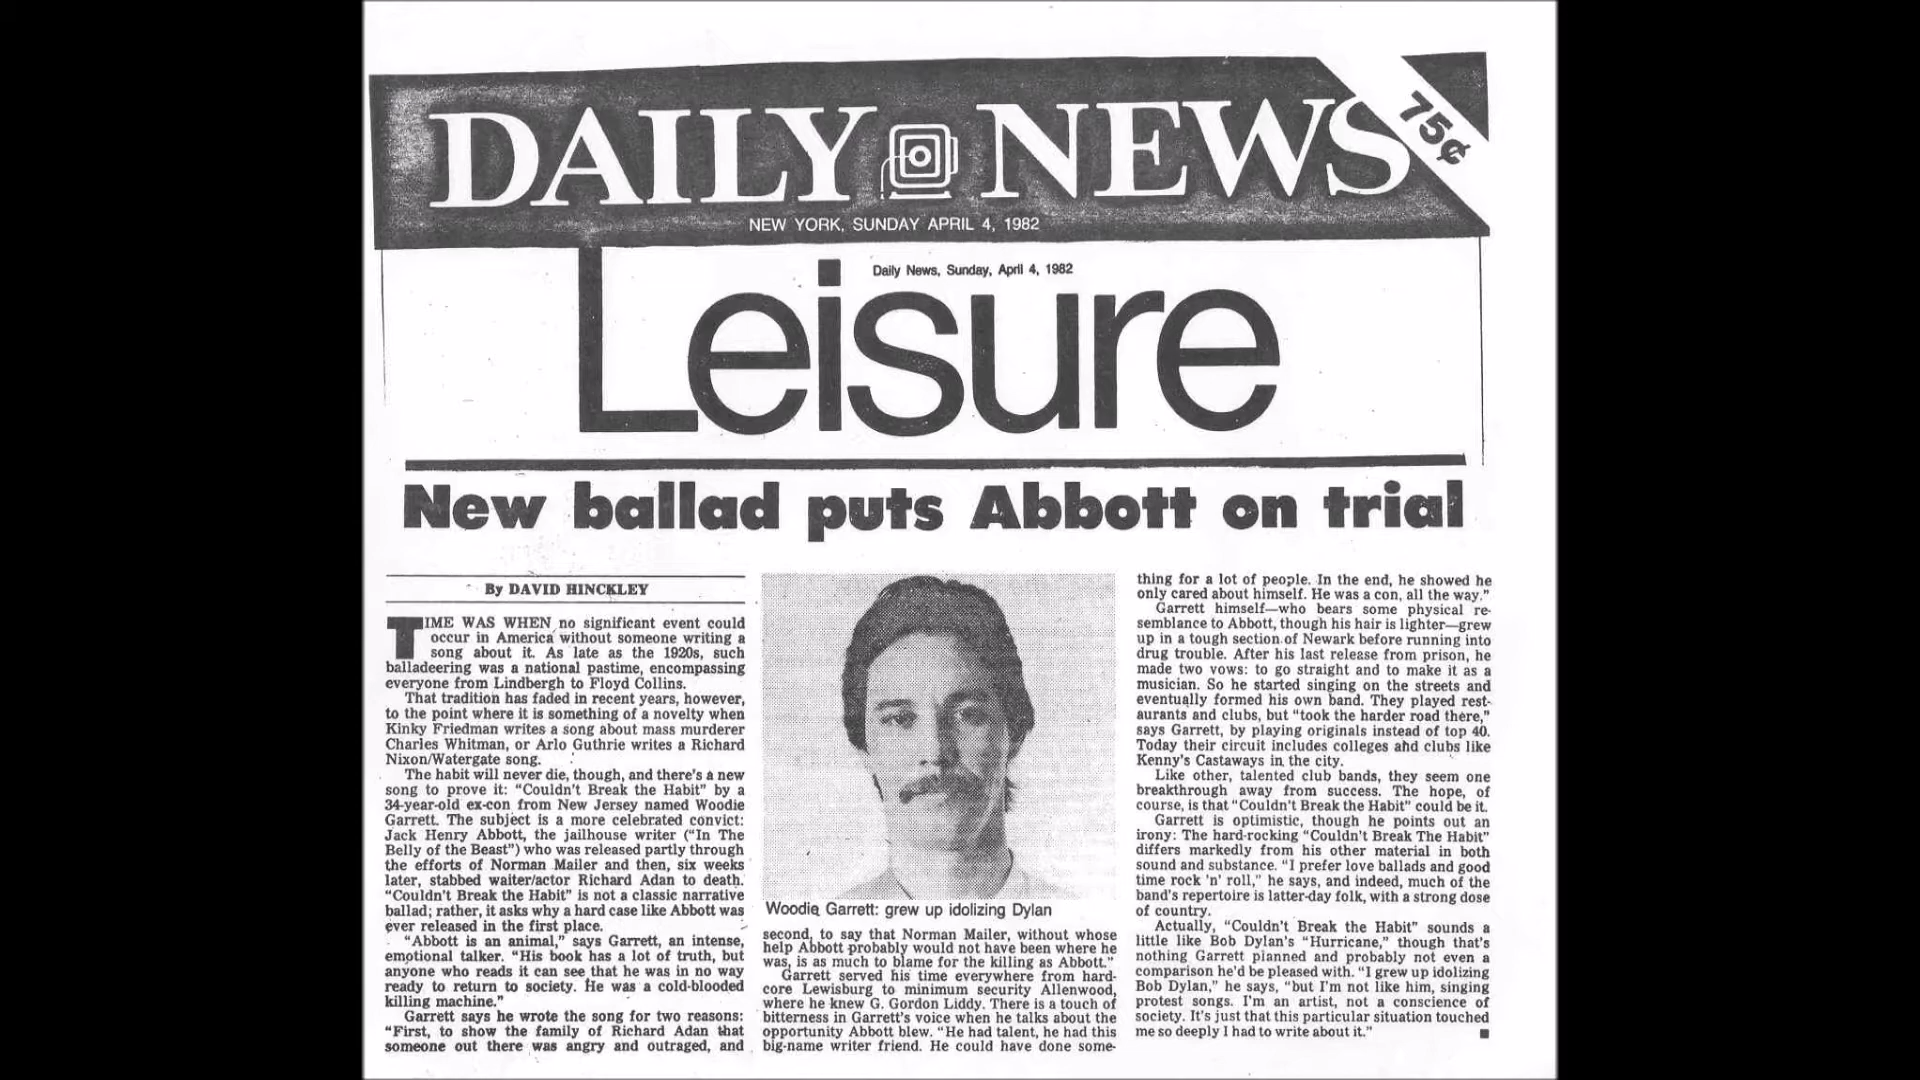 DAILY NEWS
75¢
NEW YORK, SUNDAY APRIL 4, 1982
Daily News, Sunday, April 4, 1982
Leisure
New ballad puts Abbott on trial
By DAVID HINCKLEY
TIME WAS WHEN no significant event could
occur in America without someone writing a
song about it. As late as the 1920s, such
balladeering was a national pastime, encompassing
everyone from Lindbergh to Floyd Collins.
That tradition has faded in recent years, however,
to the point where it is something of a novelty when
Kinky Friedman writes a song about mass murderer
Charles Whitman, or Arlo Guthrie writes a Richard
Nixon/Watergate song.
The habit will never die, though, and there's a new
song to prove it: "Couldn't Break the Habit" by a
34-year-old ex-con from New Jersey named Woodie
Garrett. The subject is a more celebrated convict:
Jack Henry Abbott, the jailhouse writer ("In The
Belly of the Beast") who was released partly through
the efforts of Norman Mailer and then, six weeks
later, stabbed waiter/actor Richard Adan to death.
"Couldn't Break the Habit" is not a classic narrative
ballad; rather, it asks why a hard case like Abbott was
ever released in the first place.
"Abbott is an animal," says Garrett, an intense,
emotional talker. "His book has a lot of truth, but
anyone who reads it can see that he was in no way
ready to return to society. He was a cold-blooded
killing machine."
Garrett says he wrote the song for two reasons:
"First, to show the family of Richard Adan that
someone out there was angry and outraged, and
Woodie Garrett: grew up idolizing Dylan
second, to say that Norman Mailer, without whose
help Abbott probably would not have been where he
was, is as much to blame for the killing as Abbott."
Garrett served his time everywhere from hard-
core Lewisburg to minimum security Allenwood,
where he knew G. Gordon Liddy. There is a touch of
bitterness in Garrett's voice when he talks about the
opportunity Abbott blew. "He had talent, he had this
big-name writer friend. He could have done some-
thing for a lot of people. In the end, he showed he
only cared about himself. He was a con, all the way."
Garrett himself—who bears some physical re-
semblance to Abbott, though his hair is lighter—grew
up in a tough section of Newark before running into
drug trouble. After his last release from prison, he
made two vows: to go straight and to make it as a
musician. So he started singing on the streets and
eventually formed his own band. They played rest-
aurants and clubs, but "took the harder road there,"
says Garrett, by playing originals instead of top 40.
Today their circuit includes colleges and clubs like
Kenny's Castaways in the city.
Like other, talented club bands, they seem one
breakthrough away from success. The hope, of
course, is that "Couldn't Break the Habit" could be it.
Garrett is optimistic, though he points out an
irony: The hard-rocking "Couldn't Break The Habit"
differs markedly from his other material in both
sound and substance. "I prefer love ballads and good
time rock 'n' roll," he says, and indeed, much of the
band's repertoire is latter-day folk, with a strong dose
of country.
Actually, "Couldn't Break the Habit" sounds a
little like Bob Dylan's "Hurricane," though that's
nothing Garrett planned and probably not even a
comparison he'd be pleased with. "I grew up idolizing
Bob Dylan," he says, "but I'm not like him, singing
protest songs. I'm an artist, not a conscience of
society. It's just that this particular situation touched
me so deeply I had to write about it."